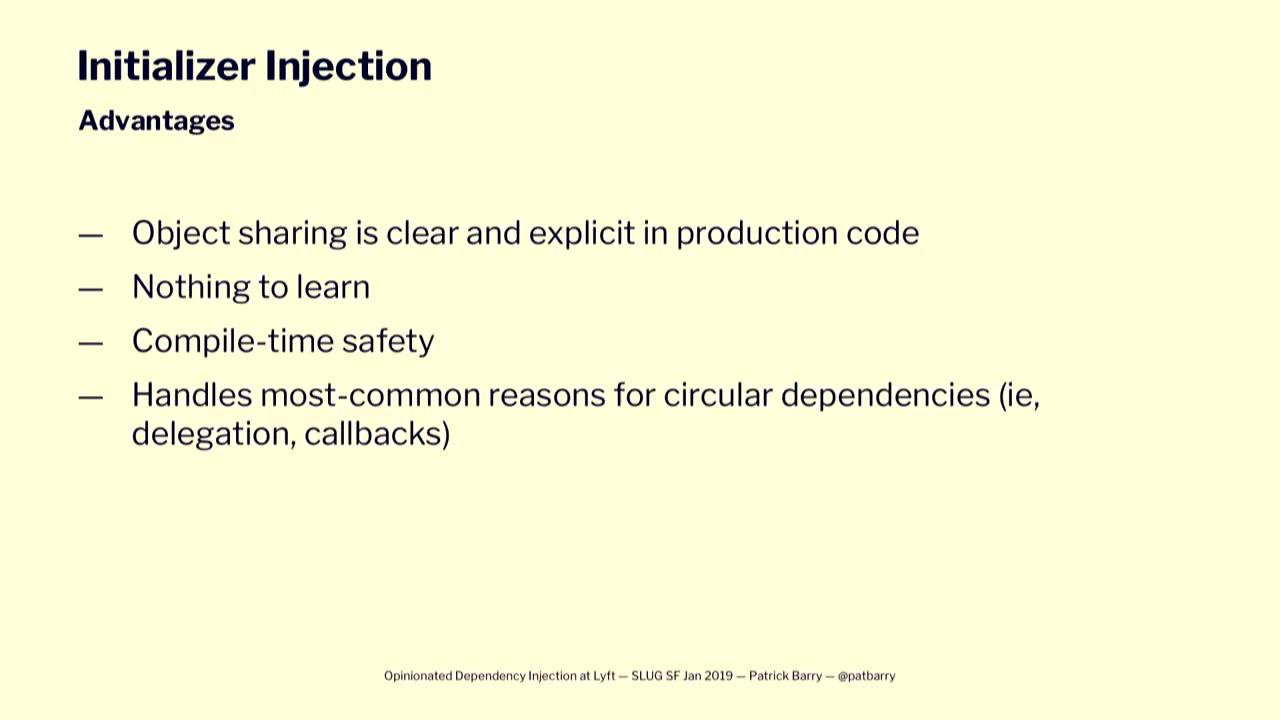 Initializer Injection
Advantages
— Object sharing is clear and explicit in production code
— Nothing to learn
— Compile-time safety
— Handles most-common reasons for circular dependencies (ie,
delegation, callbacks)
Opinionated Dependency Injection at Lyft — SLUG SF Jan 2019 — Patrick Barry — @patbarry